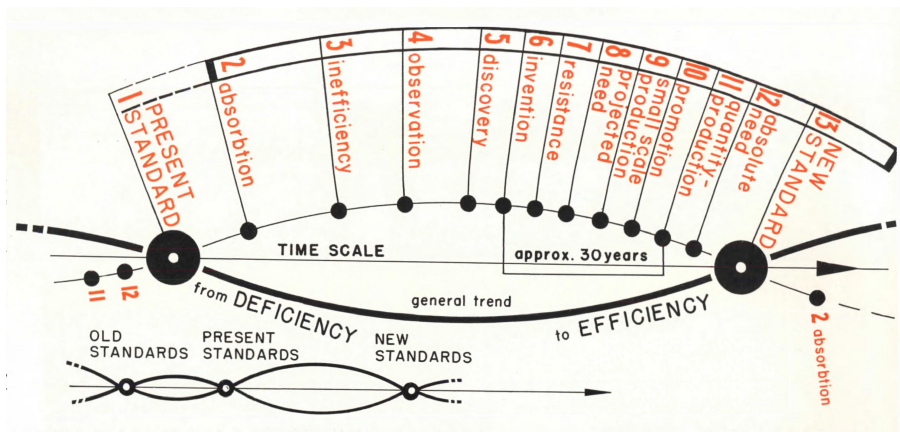 1 PRESENT
STANDARD
2 absorbtion
3 inefficiency
4 observation
5 discovery
6 invention
7 resistance
8 projected
need
9 small scale
production
10 promotion
11 quantity-
production
12 absolute
need
13 NEW
STANDARD
TIME SCALE
approx. 30 years
11
12
from DEFICIENCY
general trend
to EFFICIENCY
2 absorbtion
OLD
STANDARDS
PRESENT
STANDARDS
NEW
STANDARDS